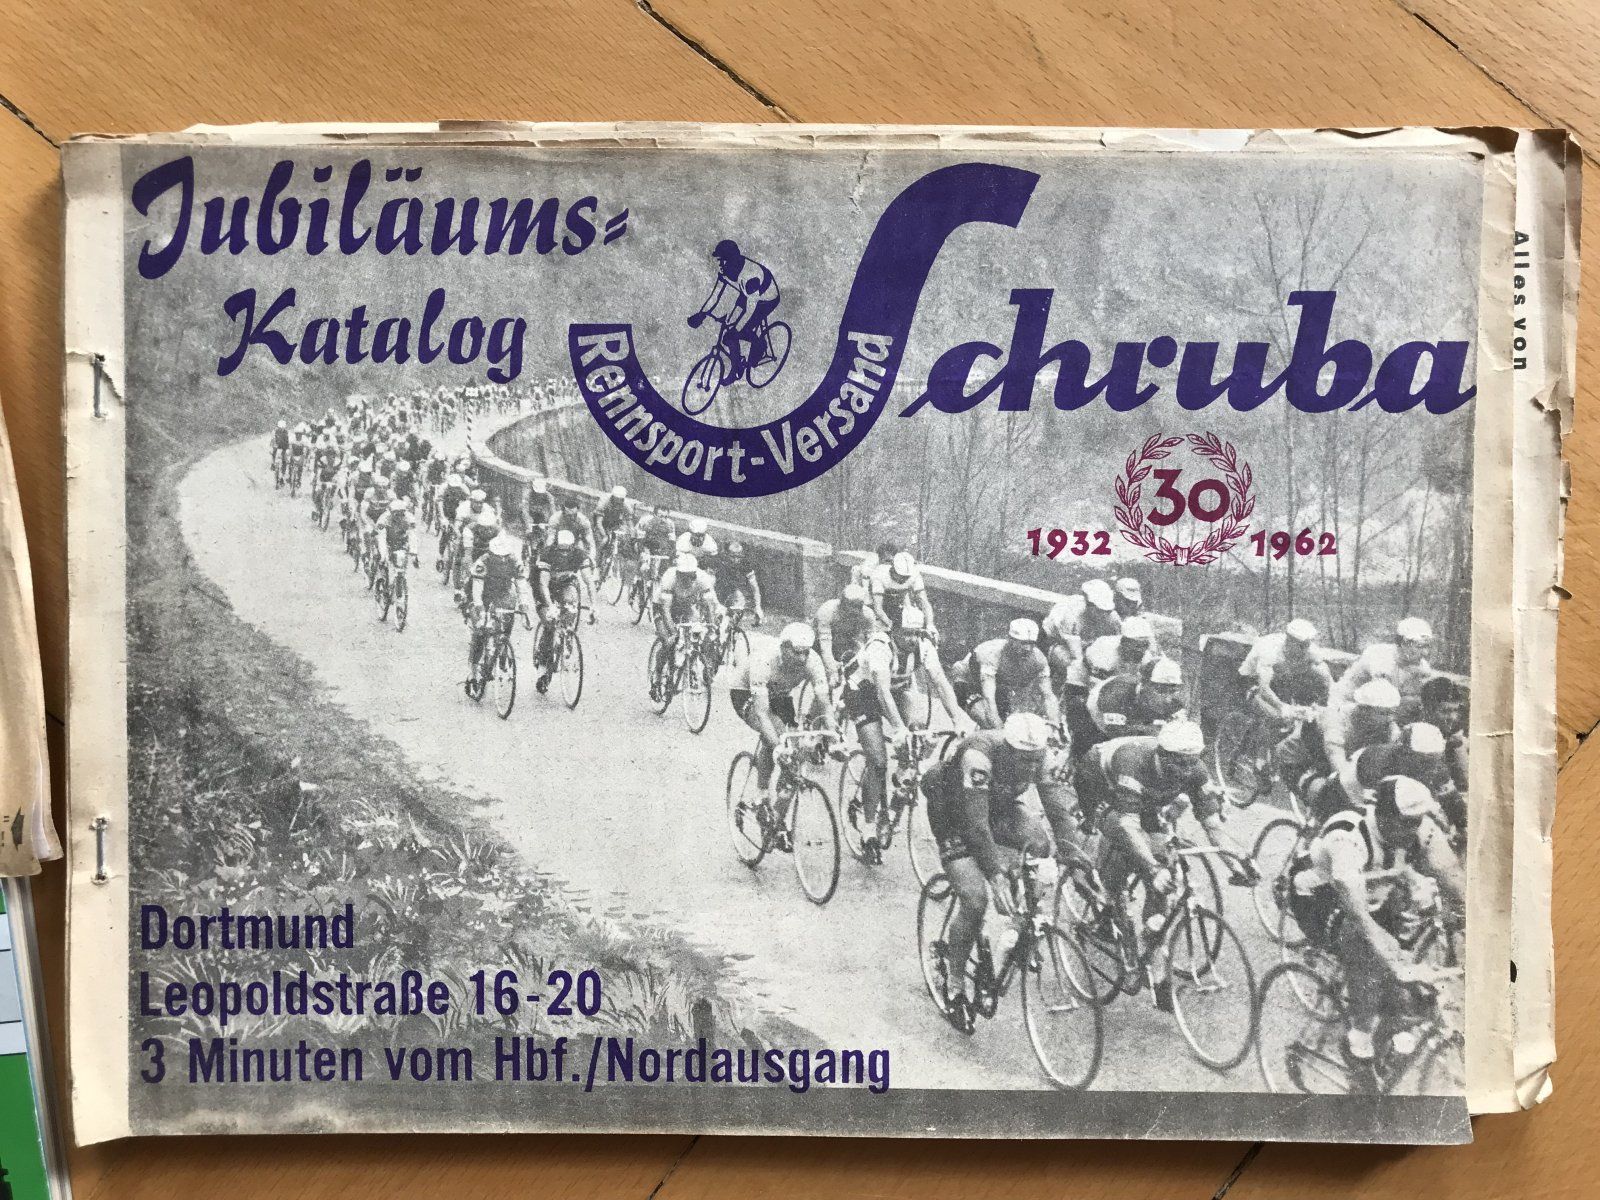 Jubiläums-
Katalog
Rennsport-Versand
Schruba
30
1932 1962
Alles von
Dortmund
Leopoldstraße 16-20
3 Minuten vom Hbf./Nordausgang